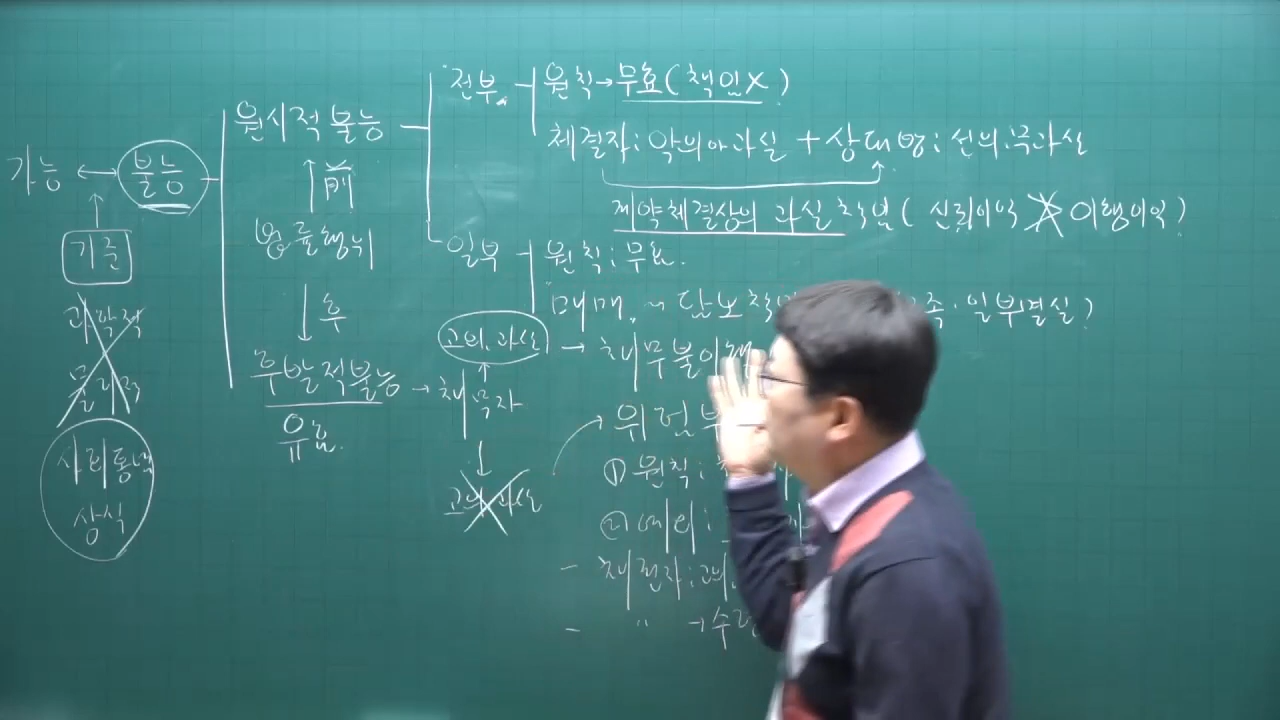 가능 ↔ 불능
기준
과학적
물리적
사회통념
상식
원시적 불능
↑ 前
법률행위
↓ 후
후발적불능 → 채무자
유효.
전부 원칙→무효(책임X)
체결자: 악의or과실 + 상대방: 선의·무과실
계약체결상의 과실책임(신뢰이익 이행이익)
일부 원칙: 무효.
매매 ~ 담보책 족·일부결실)
고의·과실 → 채무불이행
고의·과실
위험부
① 원칙:
② 예외:
- 채권자: 고의
- 〃 →수령